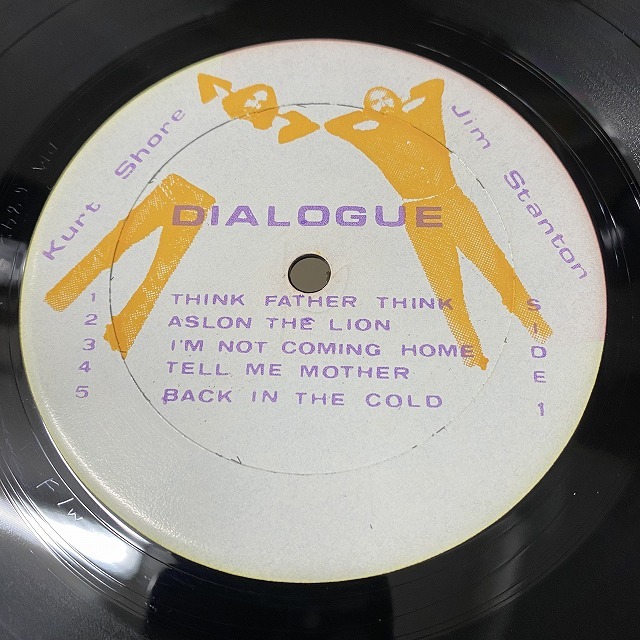 Kurt Shore
Jim Stanton
DIALOGUE
1 THINK FATHER THINK
2 ASLON THE LION
3 I'M NOT COMING HOME
4 TELL ME MOTHER
5 BACK IN THE COLD
SIDE 1